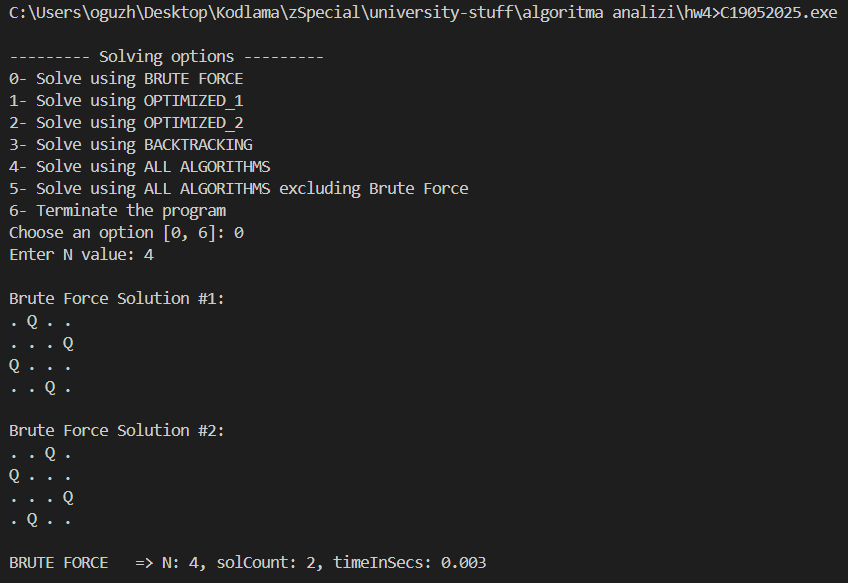 C:\Users\oguzh\Desktop\Kodlama\zSpecial\university-stuff\algoritma analizi\hw4>C19052025.exe
--------- Solving options ---------
0- Solve using BRUTE FORCE
1- Solve using OPTIMIZED_1
2- Solve using OPTIMIZED_2
3- Solve using BACKTRACKING
4- Solve using ALL ALGORITHMS
5- Solve using ALL ALGORITHMS excluding Brute Force
6- Terminate the program
Choose an option [0, 6]: 0
Enter N value: 4
Brute Force Solution #1:
. Q . .
. . . Q
Q . . .
. . Q .
Brute Force Solution #2:
. . Q .
Q . . .
. . . Q
. Q . .
BRUTE FORCE   => N: 4, solCount: 2, timeInSecs: 0.003